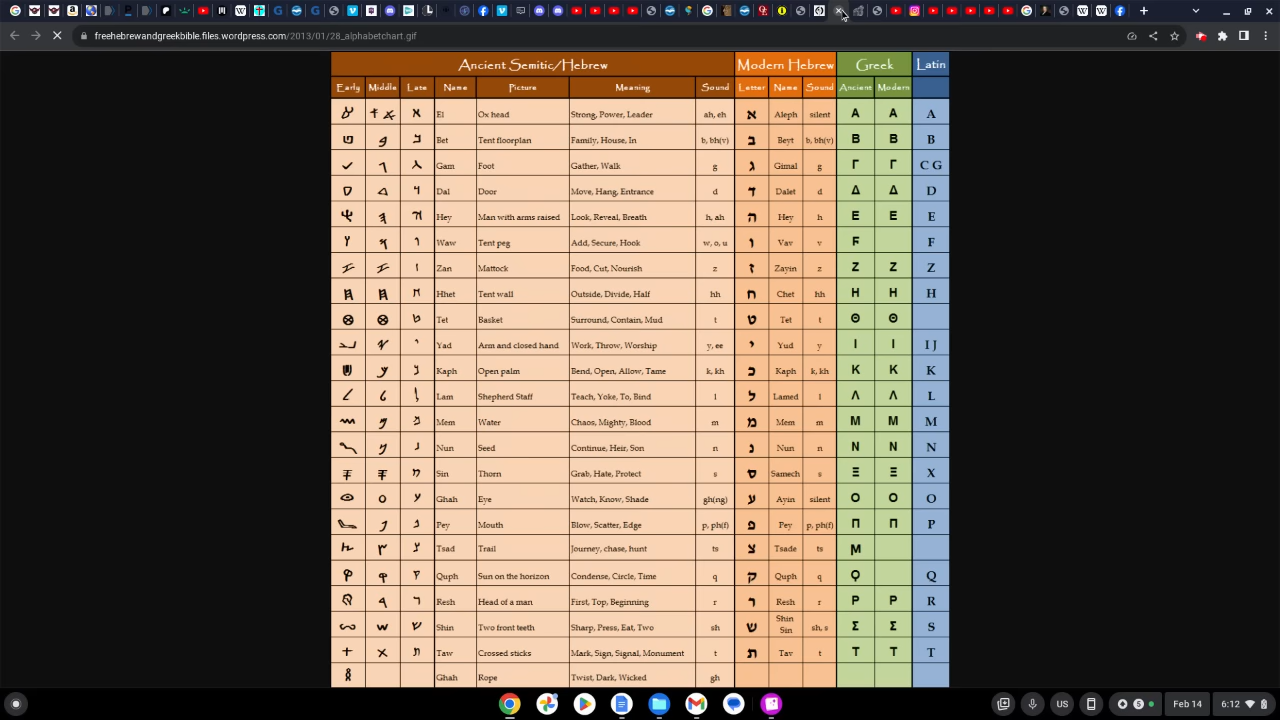 freehebrewandgreekbible.files.wordpress.com/2013/01/28_alphabetchart.gif
Ancient Semitic/Hebrew Modern Hebrew Greek Latin
Early Middle Late Name Picture Meaning Sound Letter Name Sound Ancient Modern
El Ox head Strong, Power, Leader ah, eh א Aleph silent Α Α A
Bet Tent floorplan Family, House, In b, bh(v) ב Beyt b, bh(v) Β Β B
Gam Foot Gather, Walk g ג Gimal g Γ Γ C G
Dal Door Move, Hang, Entrance d ד Dalet d Δ Δ D
Hey Man with arms raised Look, Reveal, Breath h, ah ה Hey h Ε Ε E
Waw Tent peg Add, Secure, Hook w, o, u ו Vav v F F
Zan Mattock Food, Cut, Nourish z ז Zayin z Ζ Ζ Z
Hhet Tent wall Outside, Divide, Half hh ח Chet hh Η Η H
Tet Basket Surround, Contain, Mud t ט Tet t Θ Θ
Yad Arm and closed hand Work, Throw, Worship y, ee י Yud y Ι Ι I J
Kaph Open palm Bend, Open, Allow, Tame k, kh כ Kaph k, kh Κ Κ K
Lam Shepherd Staff Teach, Yoke, To, Bind l ל Lamed l Λ Λ L
Mem Water Chaos, Mighty, Blood m מ Mem m Μ Μ M
Nun Seed Continue, Heir, Son n נ Nun n Ν Ν N
Sin Thorn Grab, Hate, Protect s ס Samech s Ξ Ξ X
Ghah Eye Watch, Know, Shade gh(ng) ע Ayin silent Ο Ο O
Pey Mouth Blow, Scatter, Edge p, ph(f) פ Pey p, ph(f) Π Π P
Tsad Trail Journey, chase, hunt ts צ Tsade ts Ϻ
Quph Sun on the horizon Condense, Circle, Time q ק Quph q Ϙ Q
Resh Head of a man First, Top, Beginning r ר Resh r Ρ Ρ R
Shin Two front teeth Sharp, Press, Eat, Two sh ש Shin Sin sh, s Σ Σ S
Taw Crossed sticks Mark, Sign, Signal, Monument t ת Tav t Τ Τ T
Ghah Rope Twist, Dark, Wicked gh
US 5 Feb 14 6:12